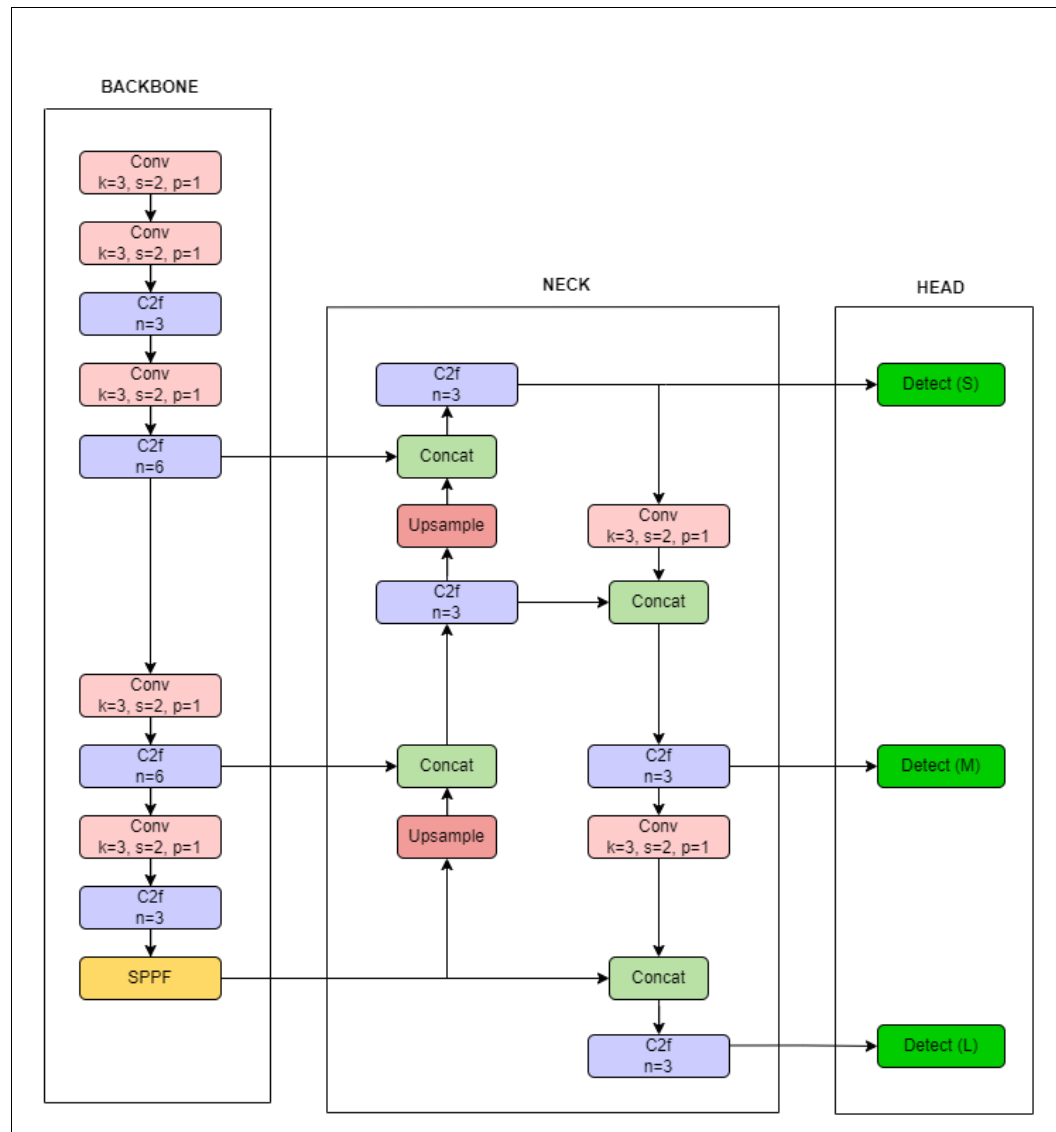 BACKBONE
Conv
k=3, s=2, p=1
Conv
k=3, s=2, p=1
C2f
n=3
Conv
k=3, s=2, p=1
C2f
n=6
Conv
k=3, s=2, p=1
C2f
n=6
Conv
k=3, s=2, p=1
C2f
n=3
SPPF
NECK
C2f
n=3
Concat
Upsample
C2f
n=3
Concat
Upsample
Conv
k=3, s=2, p=1
Concat
C2f
n=3
Conv
k=3, s=2, p=1
Concat
C2f
n=3
HEAD
Detect (S)
Detect (M)
Detect (L)